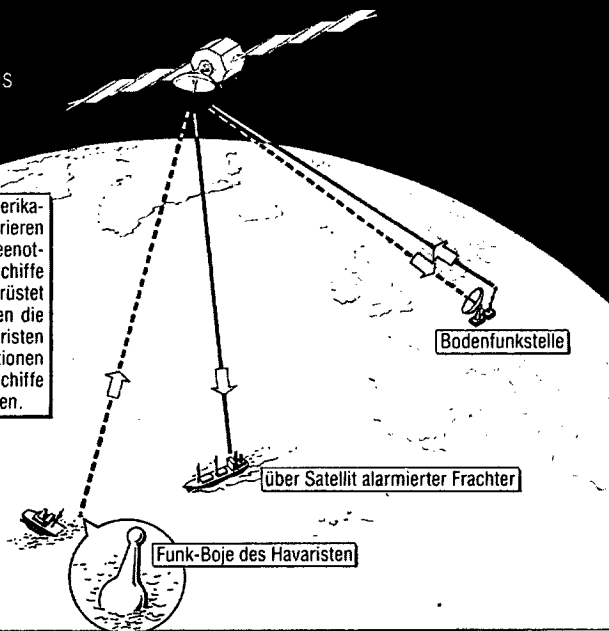 S
erika-
rieren
eenot-
chiffe
rüstet
en die
risten
tionen
chiffe
en.
Bodenfunkstelle
über Satellit alarmierter Frachter
Funk-Boje des Havaristen